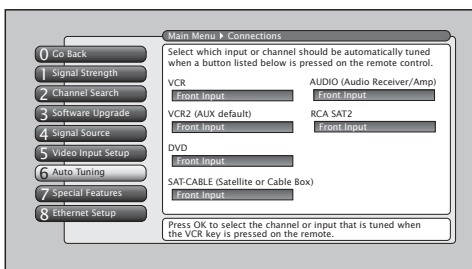 Main Menu ▸ Connections
0 Go Back
1 Signal Strength
2 Channel Search
3 Software Upgrade
4 Signal Source
5 Video Input Setup
6 Auto Tuning
7 Special Features
8 Ethernet Setup
Select which input or channel should be automatically tuned
when a button listed below is pressed on the remote control.
VCR
Front Input
VCR2 (AUX default)
Front Input
DVD
Front Input
SAT-CABLE (Satellite or Cable Box)
Front Input
AUDIO (Audio Receiver/Amp)
Front Input
RCA SAT2
Front Input
Press OK to select the channel or input that is tuned when
the VCR key is pressed on the remote.